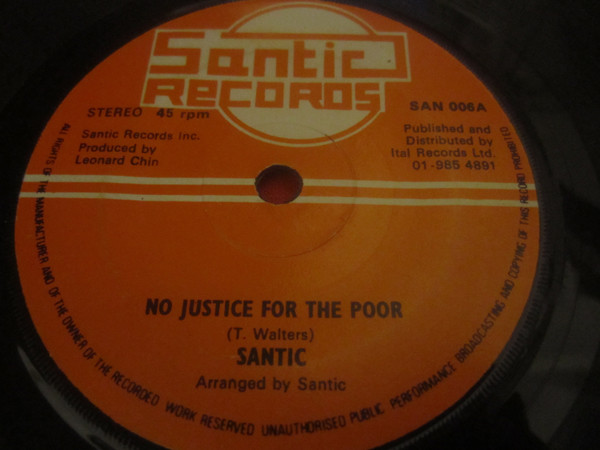 Santic
RECORDS
STEREO 45 rpm
SAN 006A
Santic Records Inc.
Produced by
Leonard Chin
Published and
Distributed by
Ital Records Ltd.
01-985 4891
NO JUSTICE FOR THE POOR
(T. Walters)
SANTIC
Arranged by Santic
ALL RIGHTS OF THE MANUFACTURER AND OF THE OWNER OF THE RECORDED WORK RESERVED UNAUTHORISED PUBLIC PERFORMANCE BROADCASTING AND COPYING OF THIS RECORD PROHIBITED